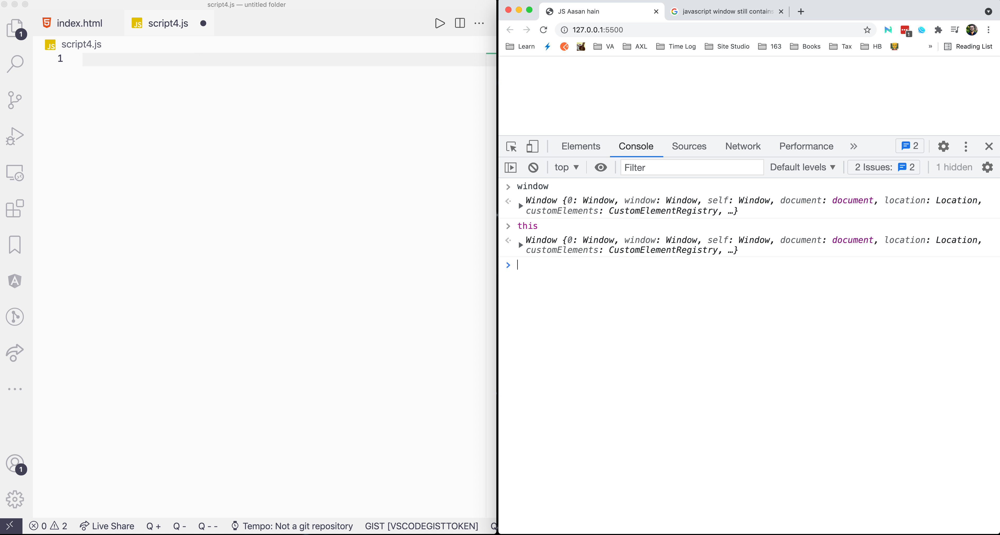 script4.js — untitled folder
index.html
script4.js
script4.js
1
1
1
0 2 Live Share Q + Q - Q - - Tempo: Not a git repository GIST [VSCODEGISTTOKEN] Q
JS Aasan hain
javascript window still contains
127.0.0.1:5500
1
Learn VA AXL Time Log Site Studio 163 Books Tax HB » Reading List
Elements Console Sources Network Performance » 2
top ▼ Filter Default levels ▼ 2 Issues: 2 1 hidden
> window
Window {0: Window, window: Window, self: Window, document: document, location: Location,
customElements: CustomElementRegistry, …}
> this
Window {0: Window, window: Window, self: Window, document: document, location: Location,
customElements: CustomElementRegistry, …}
>